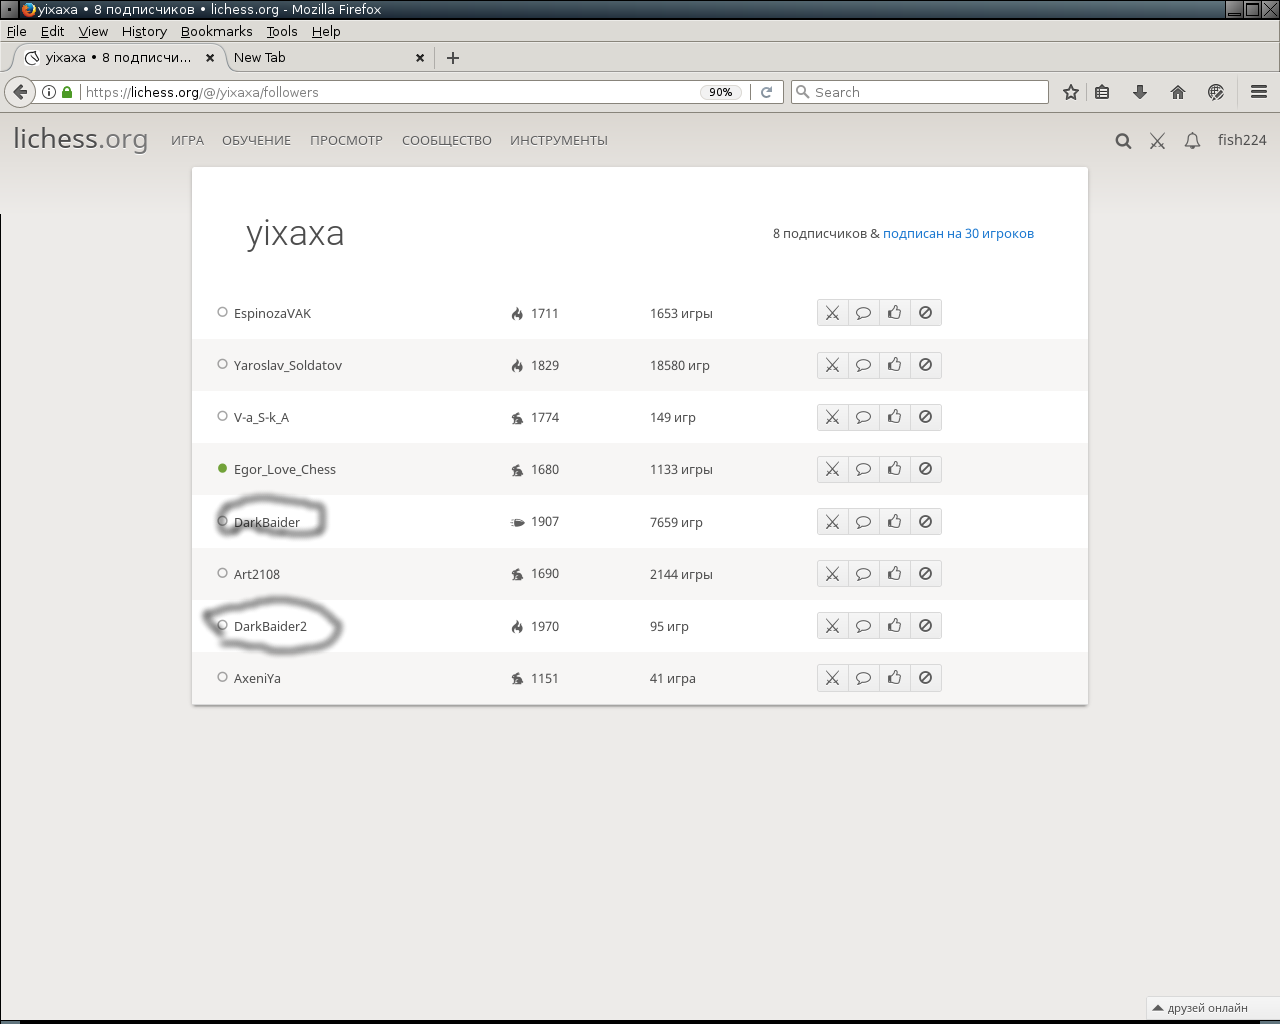 yixaxa • 8 подписчиков • lichess.org - Mozilla Firefox
File Edit View History Bookmarks Tools Help
yixaxa • 8 подписчи... New Tab
https://lichess.org/@/yixaxa/followers 90% Search
lichess.org ИГРА ОБУЧЕНИЕ ПРОСМОТР СООБЩЕСТВО ИНСТРУМЕНТЫ fish224
yixaxa 8 подписчиков & подписан на 30 игроков
EspinozaVAK 1711 1653 игры
Yaroslav_Soldatov 1829 18580 игр
V-a_S-k_A 1774 149 игр
Egor_Love_Chess 1680 1133 игры
DarkBaider 1907 7659 игр
Art2108 1690 2144 игры
DarkBaider2 1970 95 игр
AxeniYa 1151 41 игра
друзей онлайн